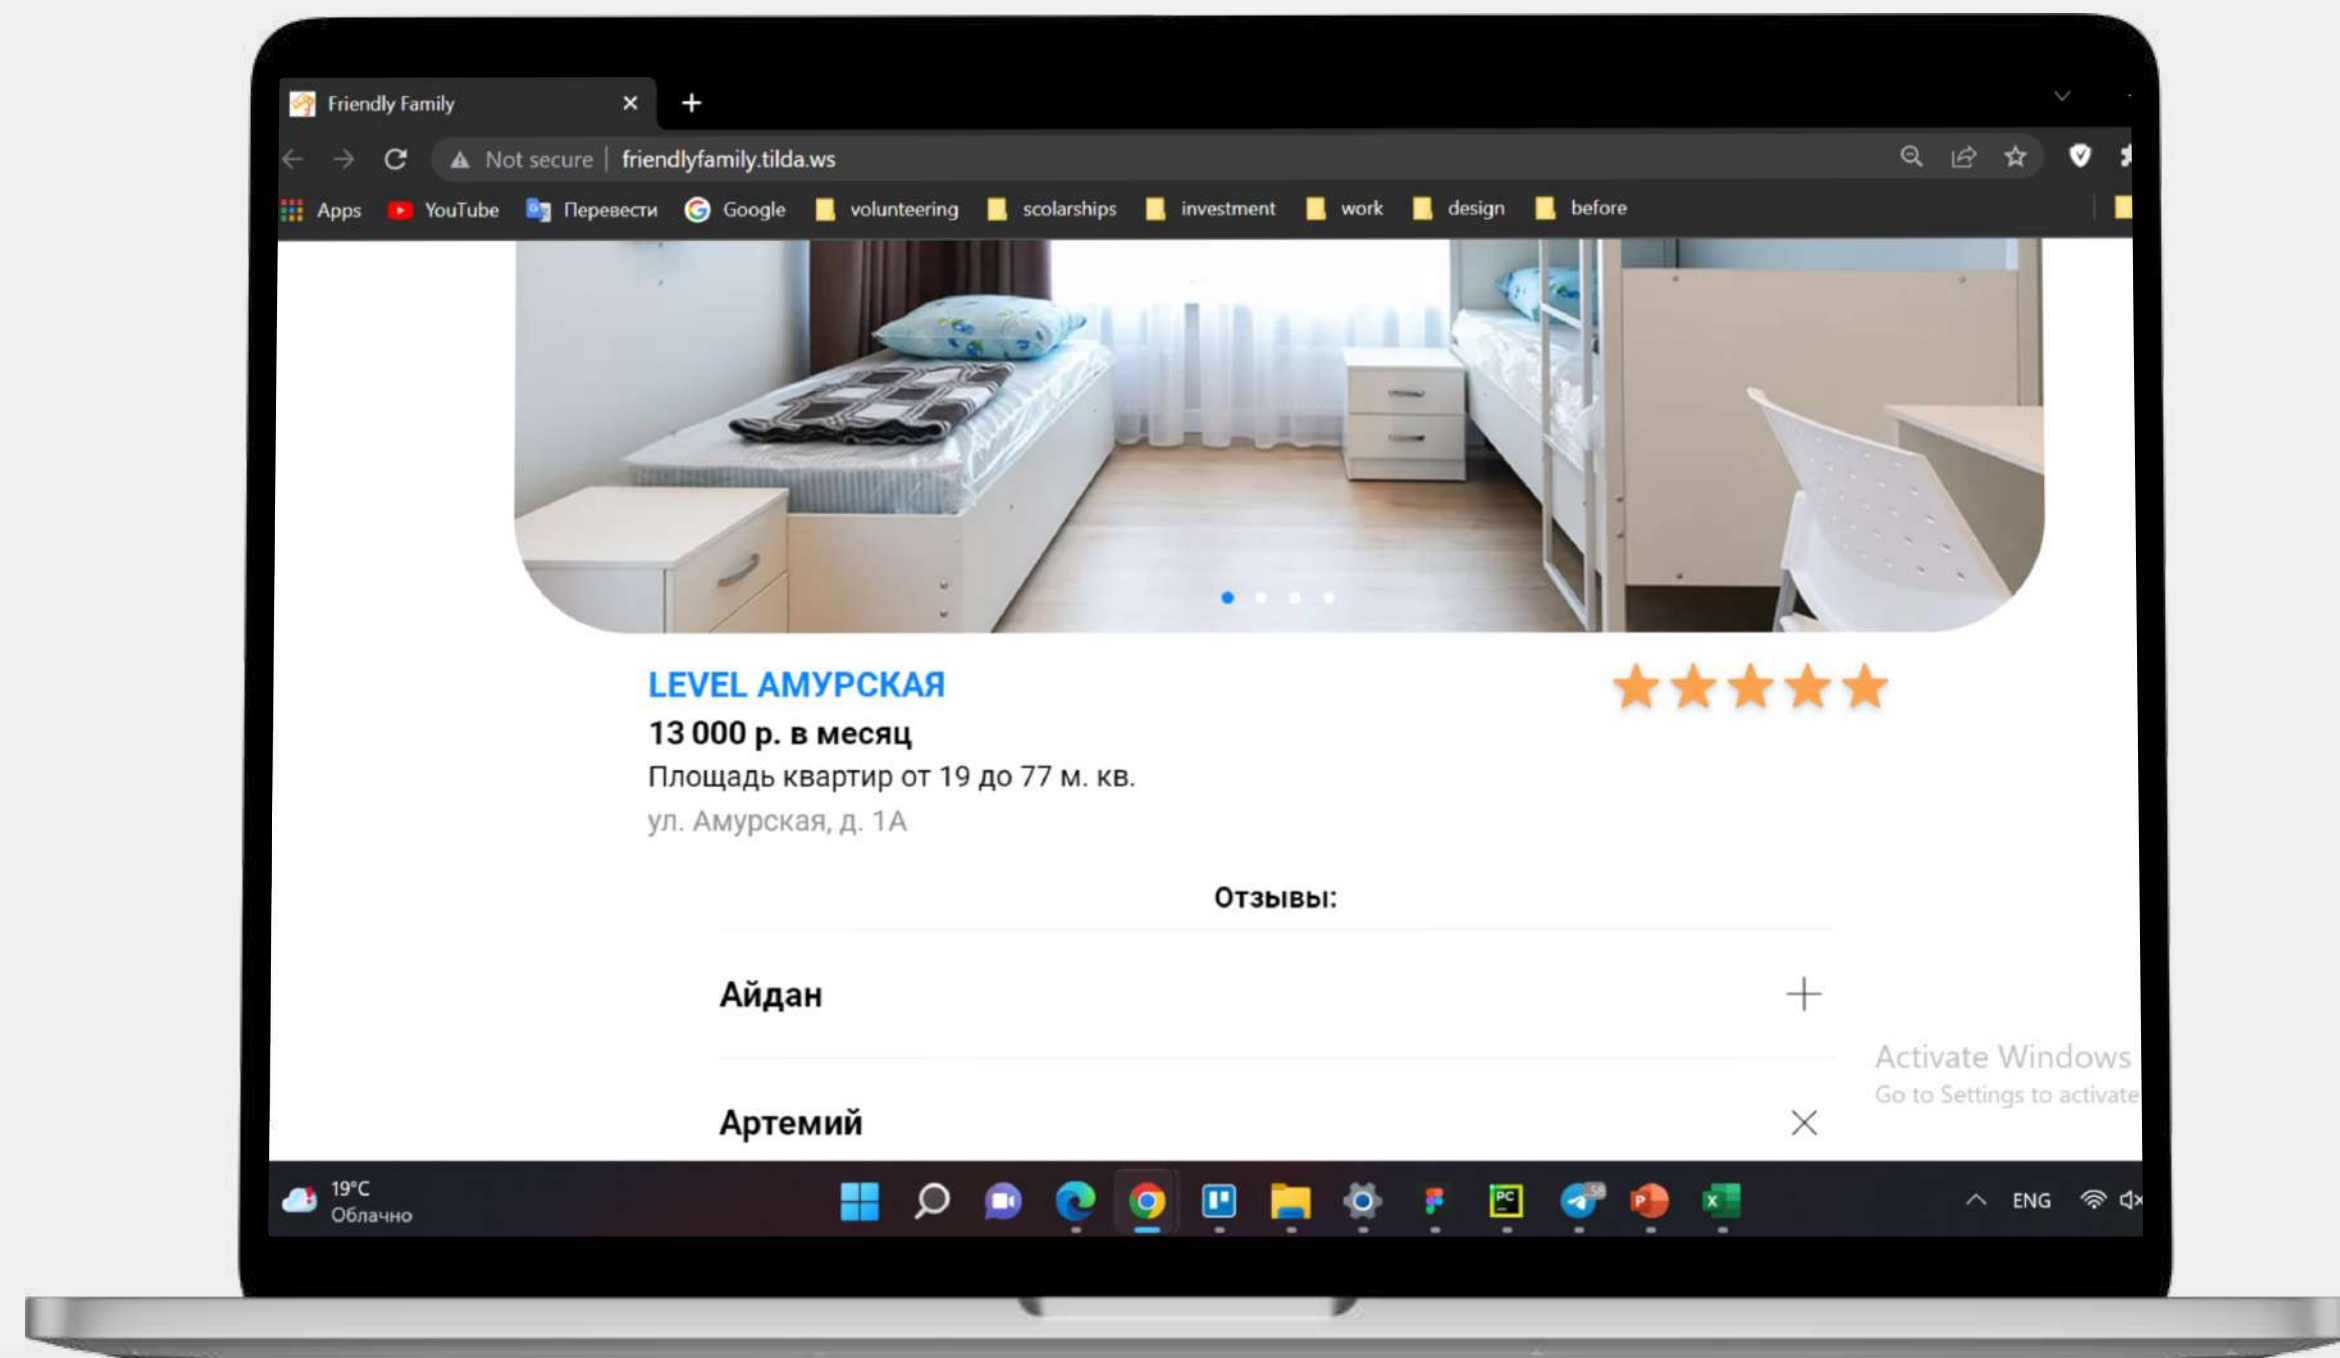 Friendly Family
Not secure | friendlyfamily.tilda.ws
Apps YouTube Перевести Google volunteering scolarships investment work design before
LEVEL АМУРСКАЯ
13 000 р. в месяц
Площадь квартир от 19 до 77 м. кв.
ул. Амурская, д. 1А
Отзывы:
Айдан
Артемий
Activate Windows
Go to Settings to activate
19°C
Облачно
ENG
PC
58
P
X